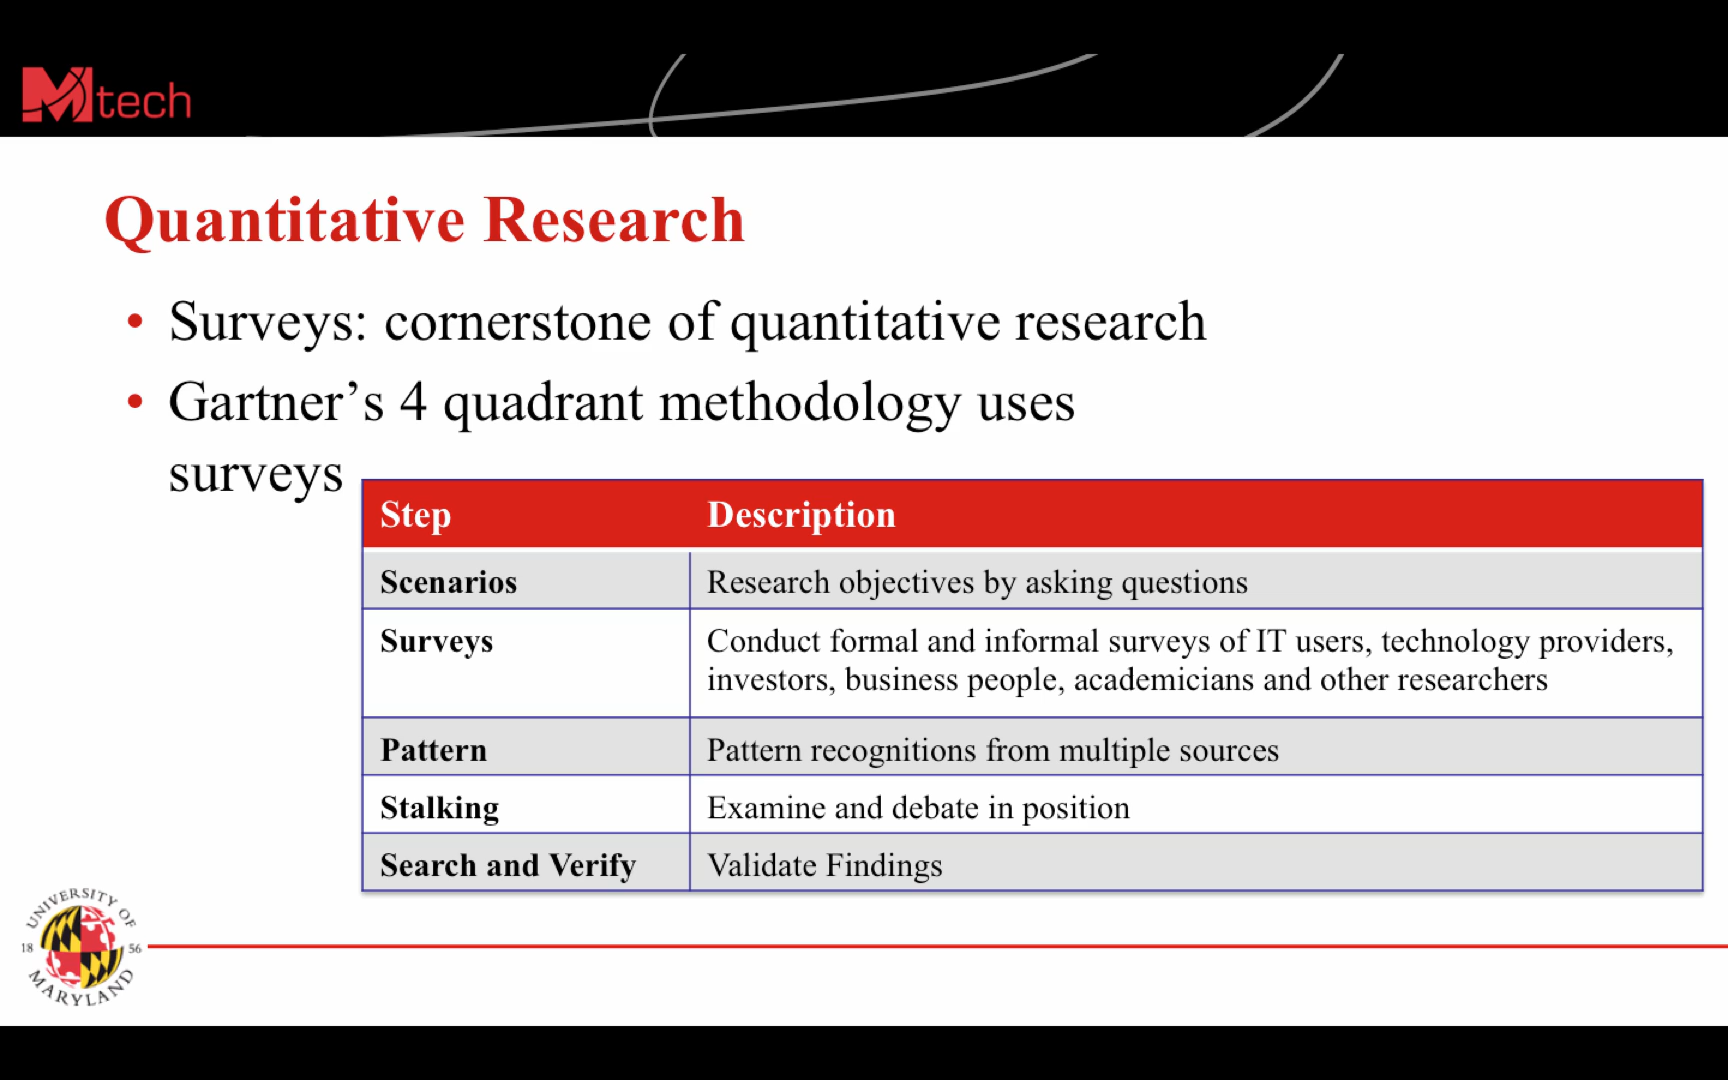 Mtech
Quantitative Research
• Surveys: cornerstone of quantitative research
• Gartner’s 4 quadrant methodology uses
surveys
Step Description
Scenarios Research objectives by asking questions
Surveys Conduct formal and informal surveys of IT users, technology providers,
investors, business people, academicians and other researchers
Pattern Pattern recognitions from multiple sources
Stalking Examine and debate in position
Search and Verify Validate Findings
UNIVERSITY OF
18 56
MARYLAND